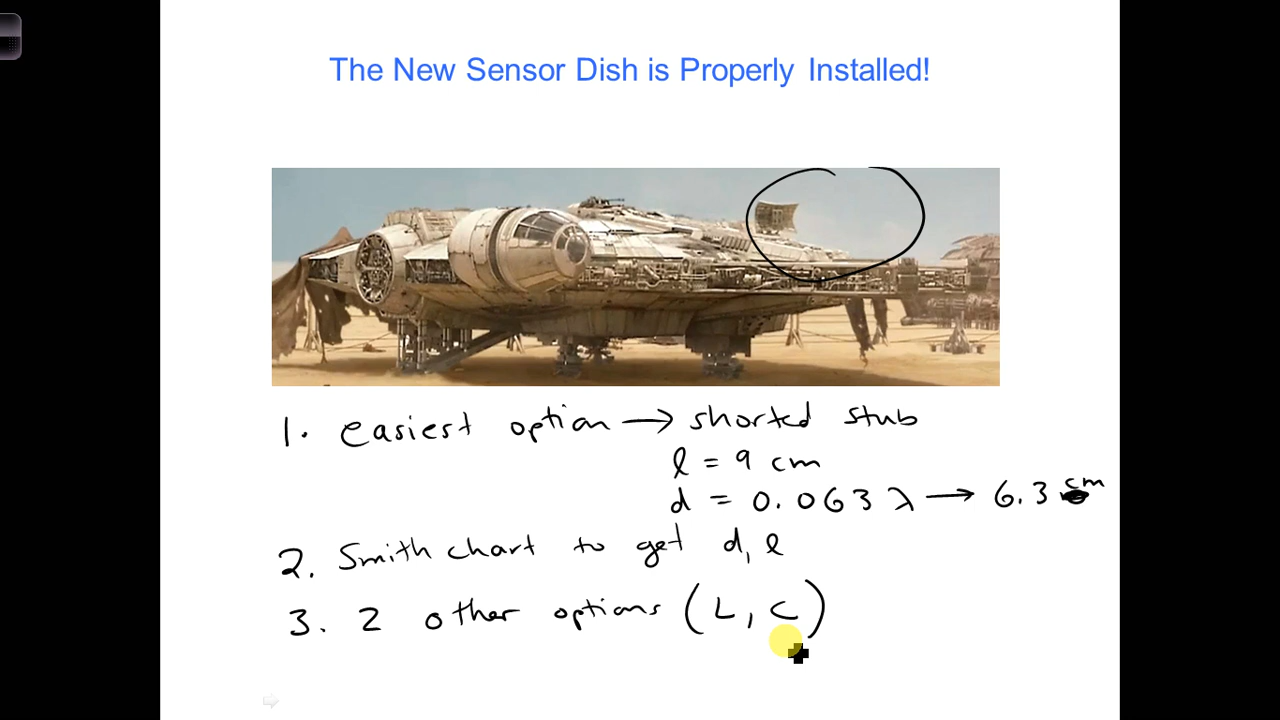 The New Sensor Dish is Properly Installed!
1. easiest option → shorted stub
l = 9 cm
d = 0.063 λ → 6.3 cm
2. Smith chart to get d, l
3. 2 other options (L, C)